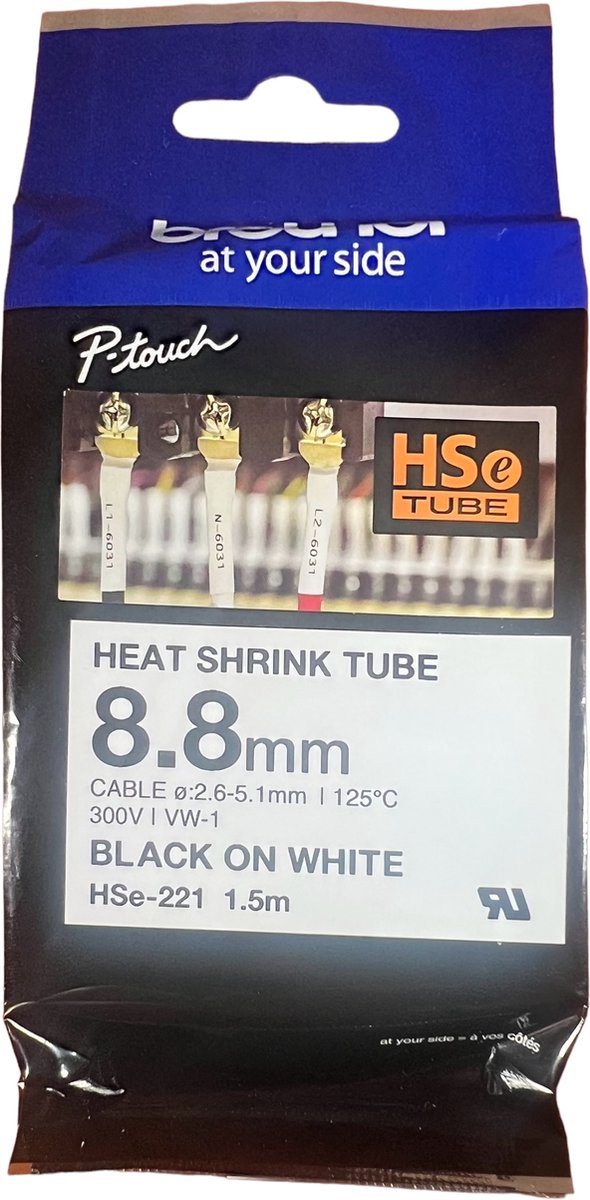 at your side
P-touch
L1-6031
N-6031
L2-6031
HSe
TUBE
HEAT SHRINK TUBE
8.8mm
CABLE ø:2.6-5.1mm | 125°C
300V | VW-1
BLACK ON WHITE
HSe-221 1.5m
at your side = à vos côtés